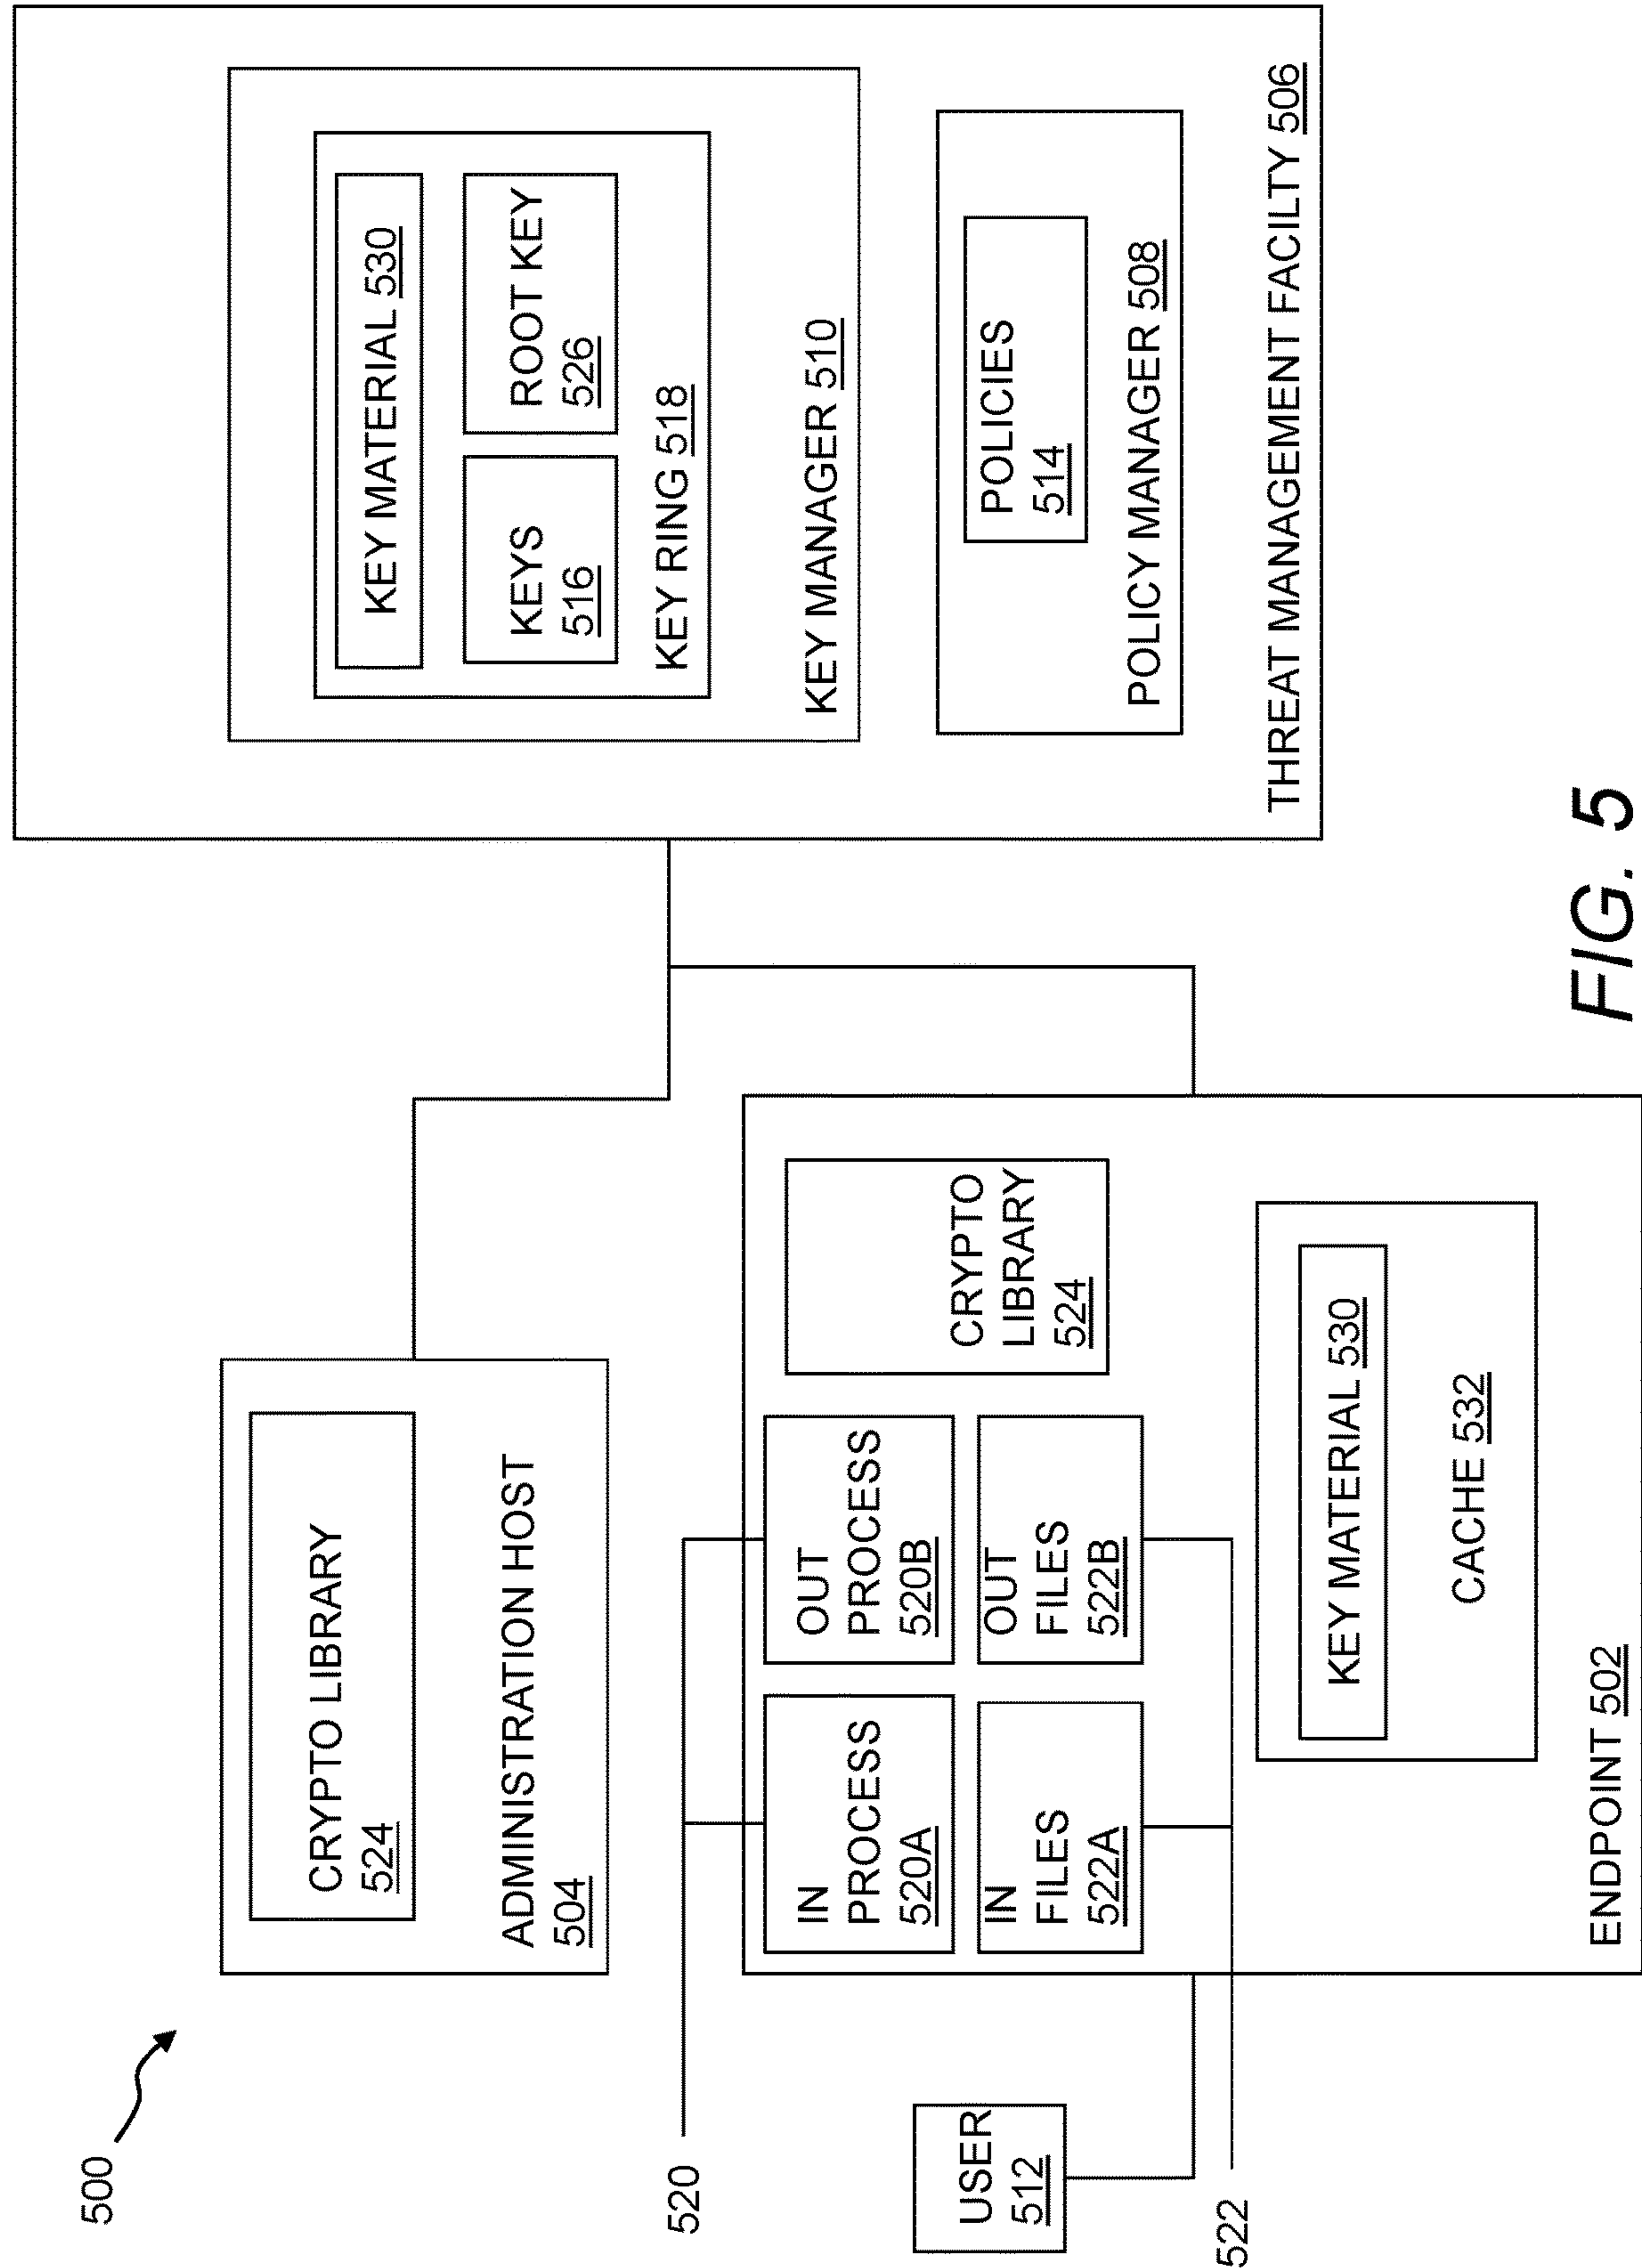 500
CRYPTO LIBRARY
524
ADMINISTRATION HOST
504
520
USER
512
522
IN
PROCESS
520A
OUT
PROCESS
520B
IN
FILES
522A
OUT
FILES
522B
CRYPTO
LIBRARY
524
KEY MATERIAL 530
CACHE 532
ENDPOINT 502
KEY MATERIAL 530
KEYS
516
ROOT KEY
526
KEY RING 518
KEY MANAGER 510
POLICIES
514
POLICY MANAGER 508
THREAT MANAGEMENT FACILTY 506
FIG. 5